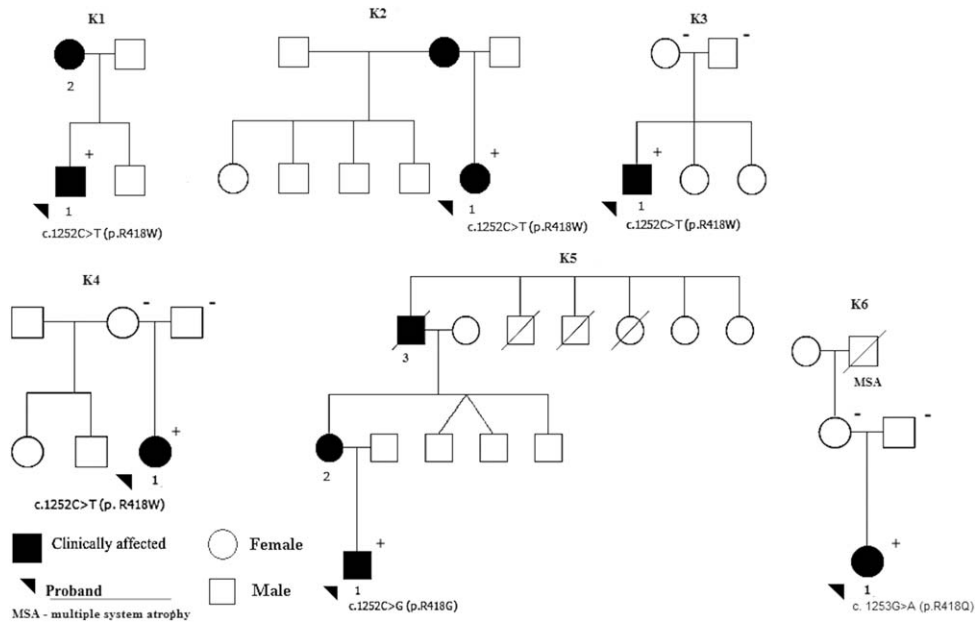 K1
K2
K3
- -
2
+
1
c.1252C>T (p.R418W)
+
1
c.1252C>T (p.R418W)
+
1
c.1252C>T (p.R418W)
K4
- -
+
1
c.1252C>T (p. R418W)
K5
3
2
+
1
c.1252C>G (p.R418G)
K6
MSA
- -
+
1
c. 1253G>A (p.R418Q)
Clinically affected
Female
Proband
Male
MSA - multiple system atrophy